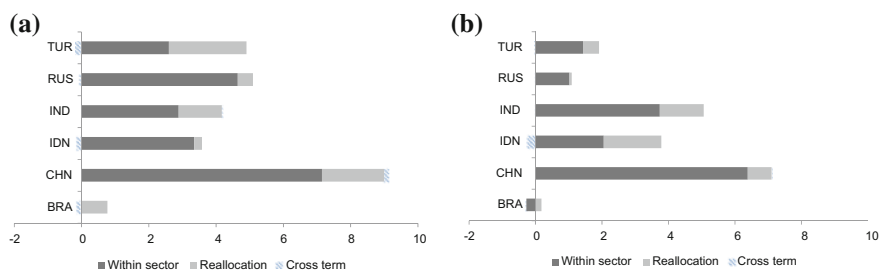 (a)
TUR
RUS
IND
IDN
CHN
BRA
-2 0 2 4 6 8 10
Within sector Reallocation Cross term
(b)
TUR
RUS
IND
IDN
CHN
BRA
-2 0 2 4 6 8 10
Within sector Reallocation Cross term